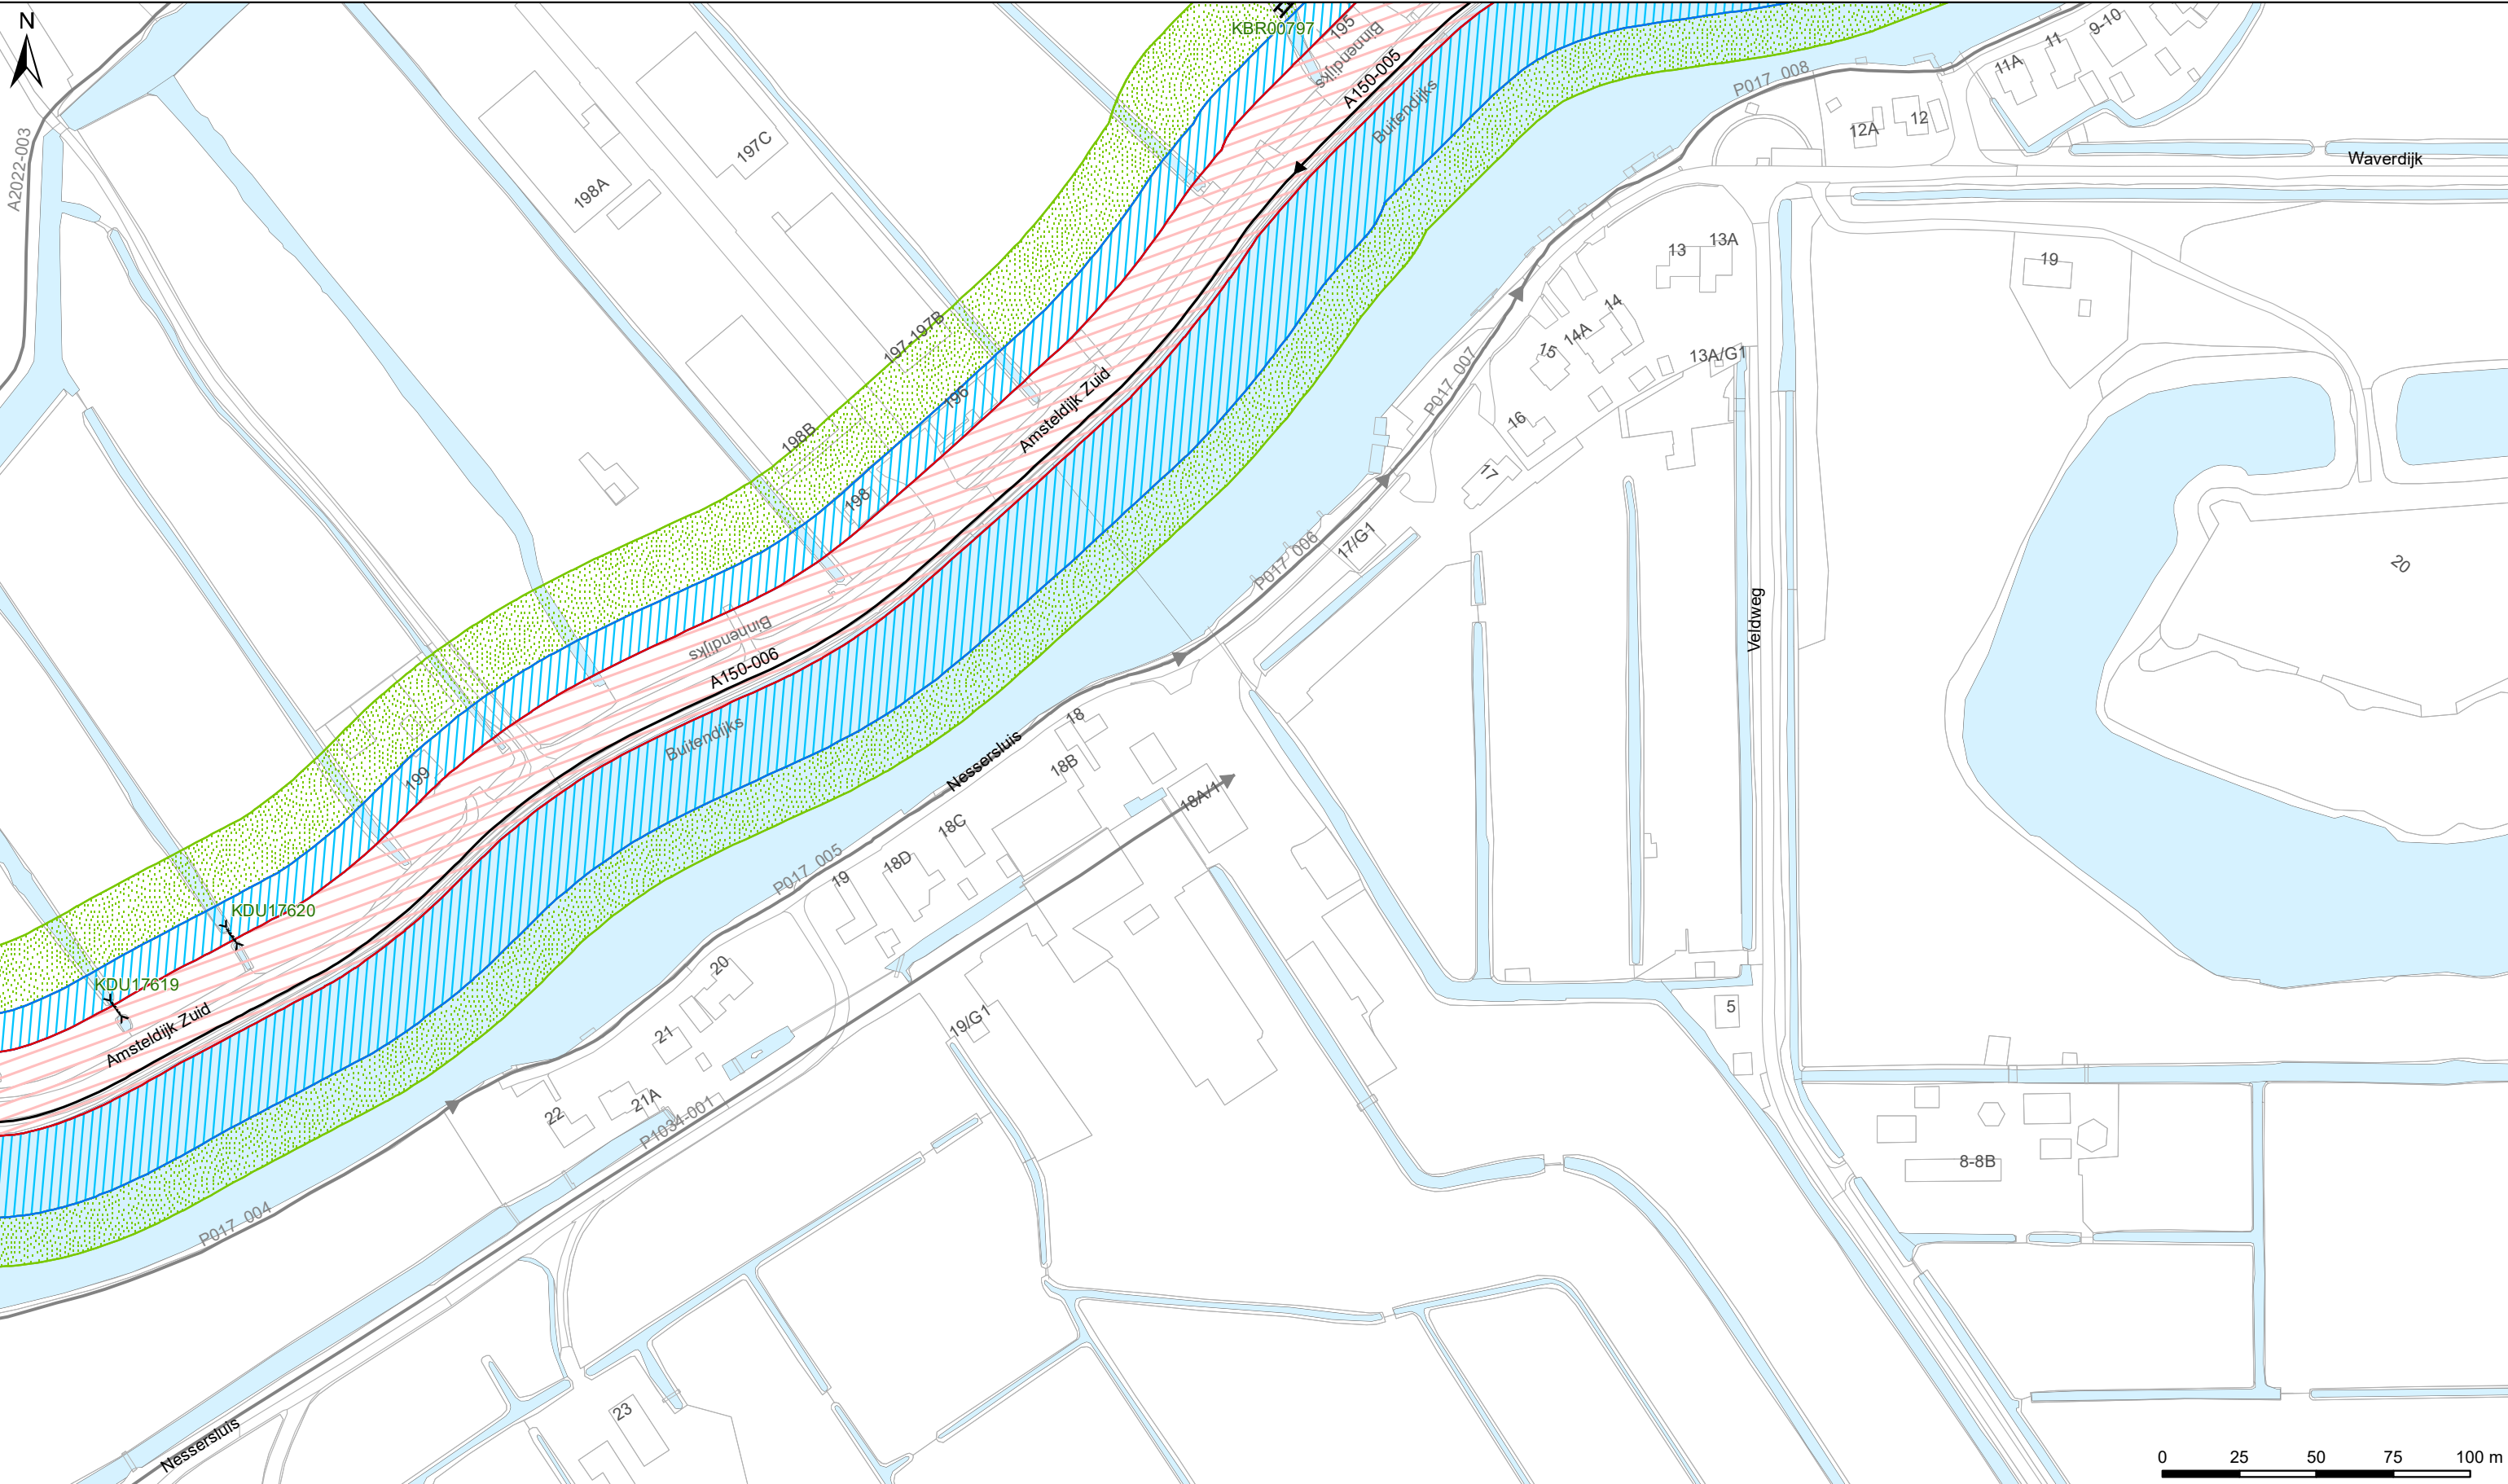 N
KBR00797
195
Binnendijks
A150-005
Buitendijks
P017_008
11A
11
9-10
12A
12
Waverdijk
A2022-003
198A
197C
13
13A
19
14
14A
15
13A/G1
P017_007
197-197B
196
Amsteldijk Zuid
198B
198
16
17
17/G1
P017_006
20
Veldweg
Binnendijks
A150-006
Buitendijks
199
18
Nessersluis
18B
18A/1
18C
18D
19
P017_005
KDU17620
KDU17619
Amsteldijk Zuid
20
21
19/G1
5
22
21A
P1034-001
8-8B
P017_004
23
Nessersluis
0 25 50 75 100 m